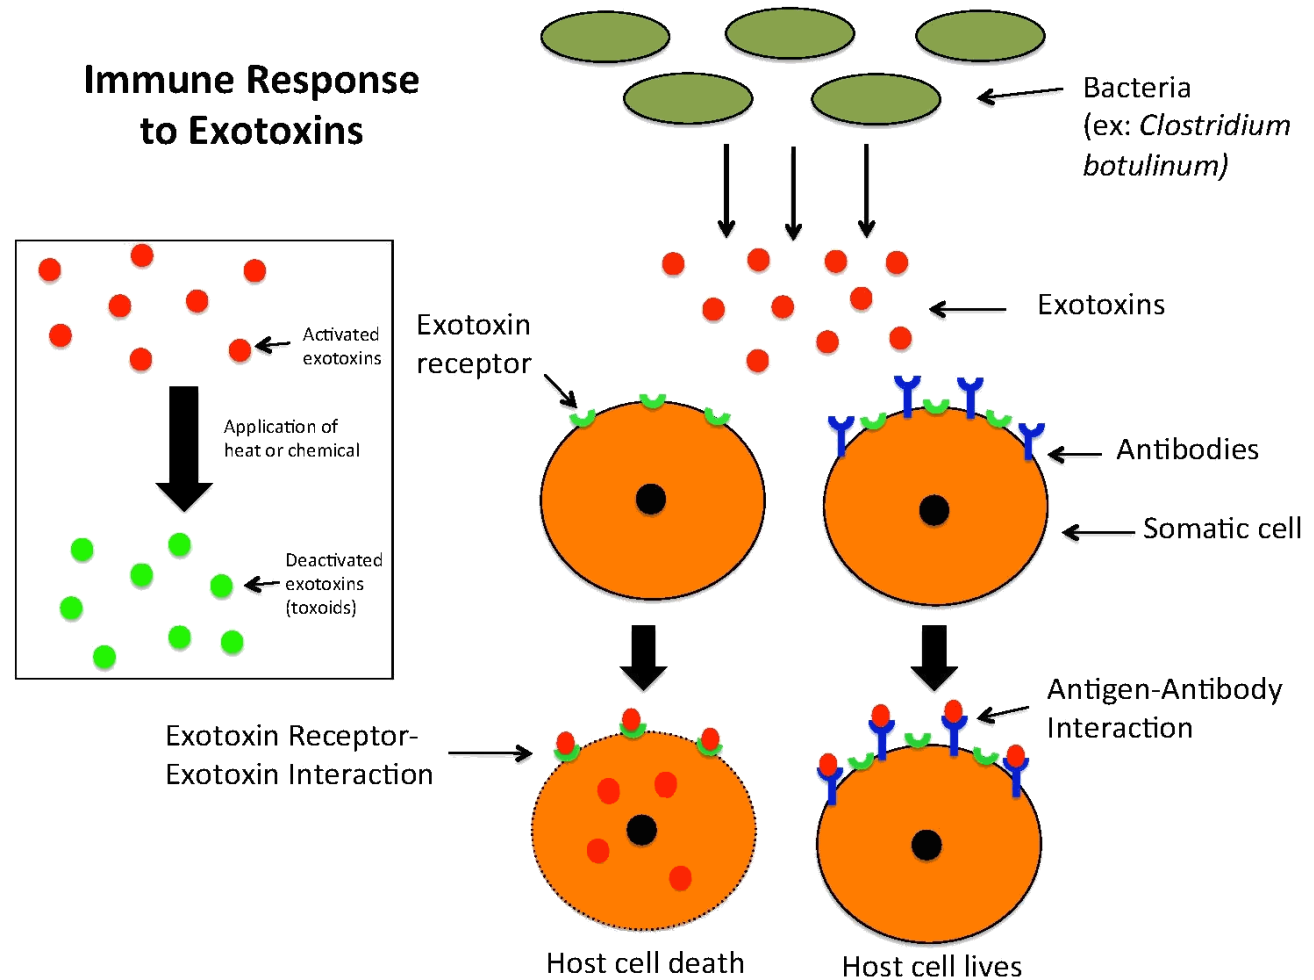 Immune Response
to Exotoxins
Bacteria
(ex: Clostridium
botulinum)
Activated
exotoxins
Application of
heat or chemical
Deactivated
exotoxins
(toxoids)
Exotoxins
Exotoxin
receptor
Antibodies
Somatic cell
Antigen-Antibody
Interaction
Exotoxin Receptor-
Exotoxin Interaction
Host cell death
Host cell lives